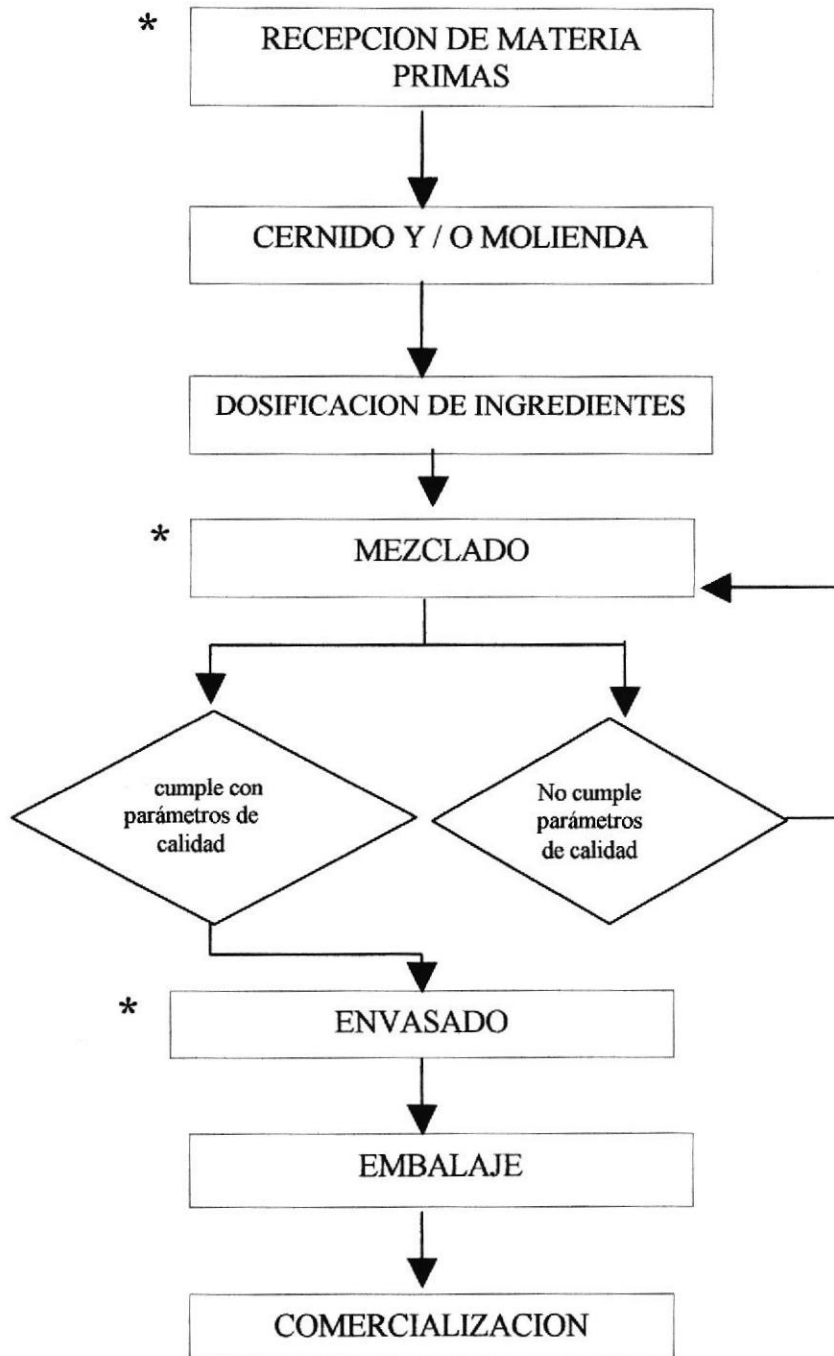 *
RECEPCION DE MATERIA
PRIMAS
CERNIDO Y / O MOLIENDA
DOSIFICACION DE INGREDIENTES
*
MEZCLADO
cumple con
parámetros de
calidad
No cumple
parámetros
de calidad
*
ENVASADO
EMBALAJE
COMERCIALIZACION